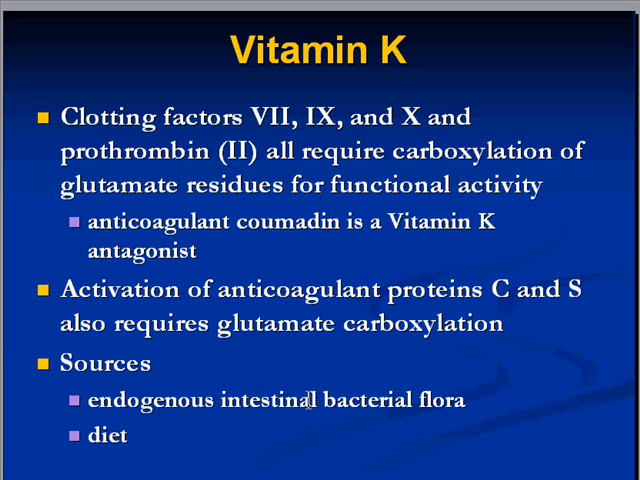 Vitamin K
Clotting factors VII, IX, and X and
prothrombin (II) all require carboxylation of
glutamate residues for functional activity
anticoagulant coumadin is a Vitamin K
antagonist
Activation of anticoagulant proteins C and S
also requires glutamate carboxylation
Sources
endogenous intestinal bacterial flora
diet